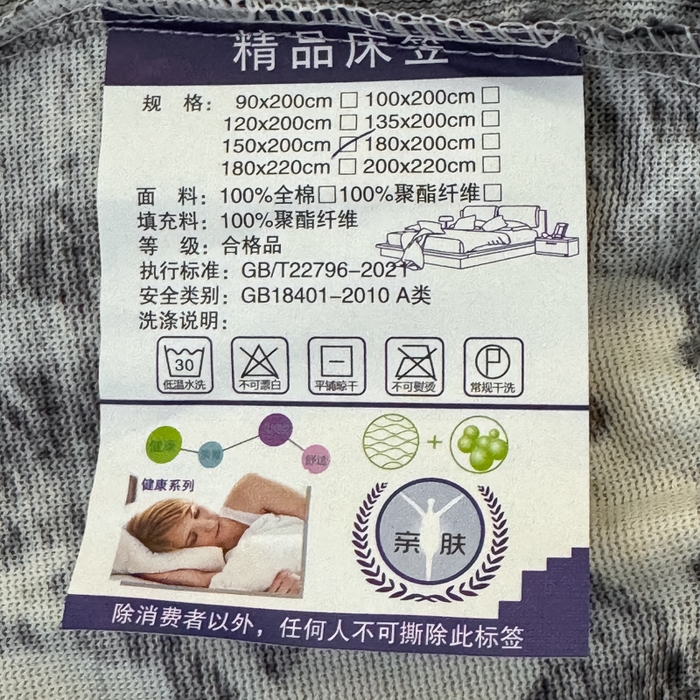 精品床笠
规 格： 90x200cm □ 100x200cm □
120x200cm □ 135x200cm □
150x200cm □ 180x200cm □
180x220cm □ 200x220cm □
面 料：100%全棉□100%聚酯纤维□
填充料：100%聚酯纤维
等 级：合格品
执行标准：GB/T22796-2021
安全类别：GB18401-2010 A类
洗涤说明：
30 P
低温水洗 不可漂白 平铺晾干 不可熨烫 常规干洗
健康 舒适
健康系列
亲肤
除消费者以外，任何人不可撕除此标签